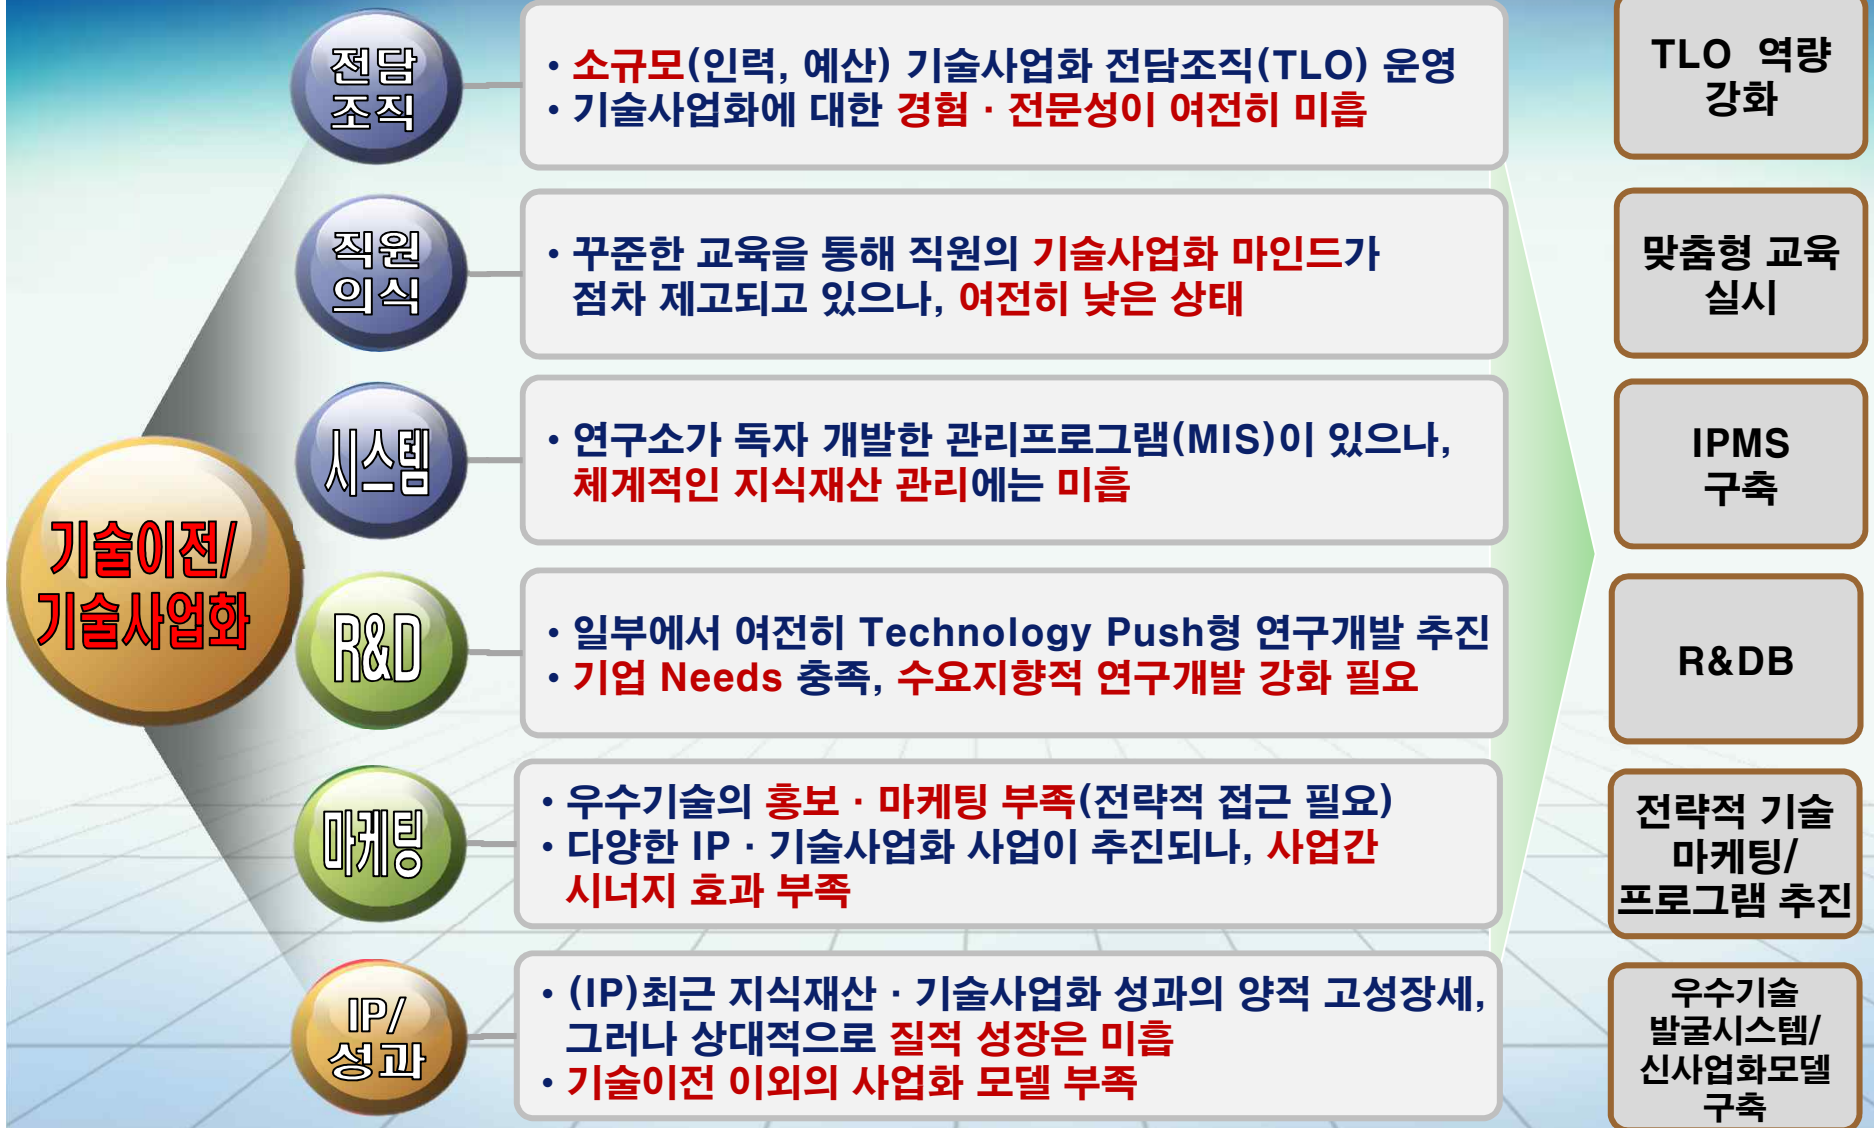 기술이전/
기술사업화
전담
조직
• 소규모(인력, 예산) 기술사업화 전담조직(TLO) 운영
• 기술사업화에 대한 경험 · 전문성이 여전히 미흡
TLO 역량
강화
직원
의식
• 꾸준한 교육을 통해 직원의 기술사업화 마인드가
점차 제고되고 있으나, 여전히 낮은 상태
맞춤형 교육
실시
시스템
• 연구소가 독자 개발한 관리프로그램(MIS)이 있으나,
체계적인 지식재산 관리에는 미흡
IPMS
구축
R&D
• 일부에서 여전히 Technology Push형 연구개발 추진
• 기업 Needs 충족, 수요지향적 연구개발 강화 필요
R&DB
마케팅
• 우수기술의 홍보 · 마케팅 부족(전략적 접근 필요)
• 다양한 IP · 기술사업화 사업이 추진되나, 사업간
시너지 효과 부족
전략적 기술
마케팅/
프로그램 추진
IP/
성과
• (IP)최근 지식재산 · 기술사업화 성과의 양적 고성장세,
그러나 상대적으로 질적 성장은 미흡
• 기술이전 이외의 사업화 모델 부족
우수기술
발굴시스템/
신사업화모델
구축